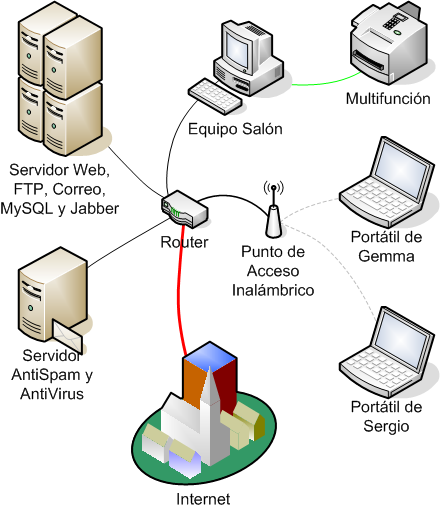 Equipo Salón
Multifunción
Servidor Web,
FTP, Correo,
MySQL y Jabber
Router
Punto de
Acceso
Inalámbrico
Portátil de
Gemma
Servidor
AntiSpam y
AntiVirus
Portátil de
Sergio
Internet